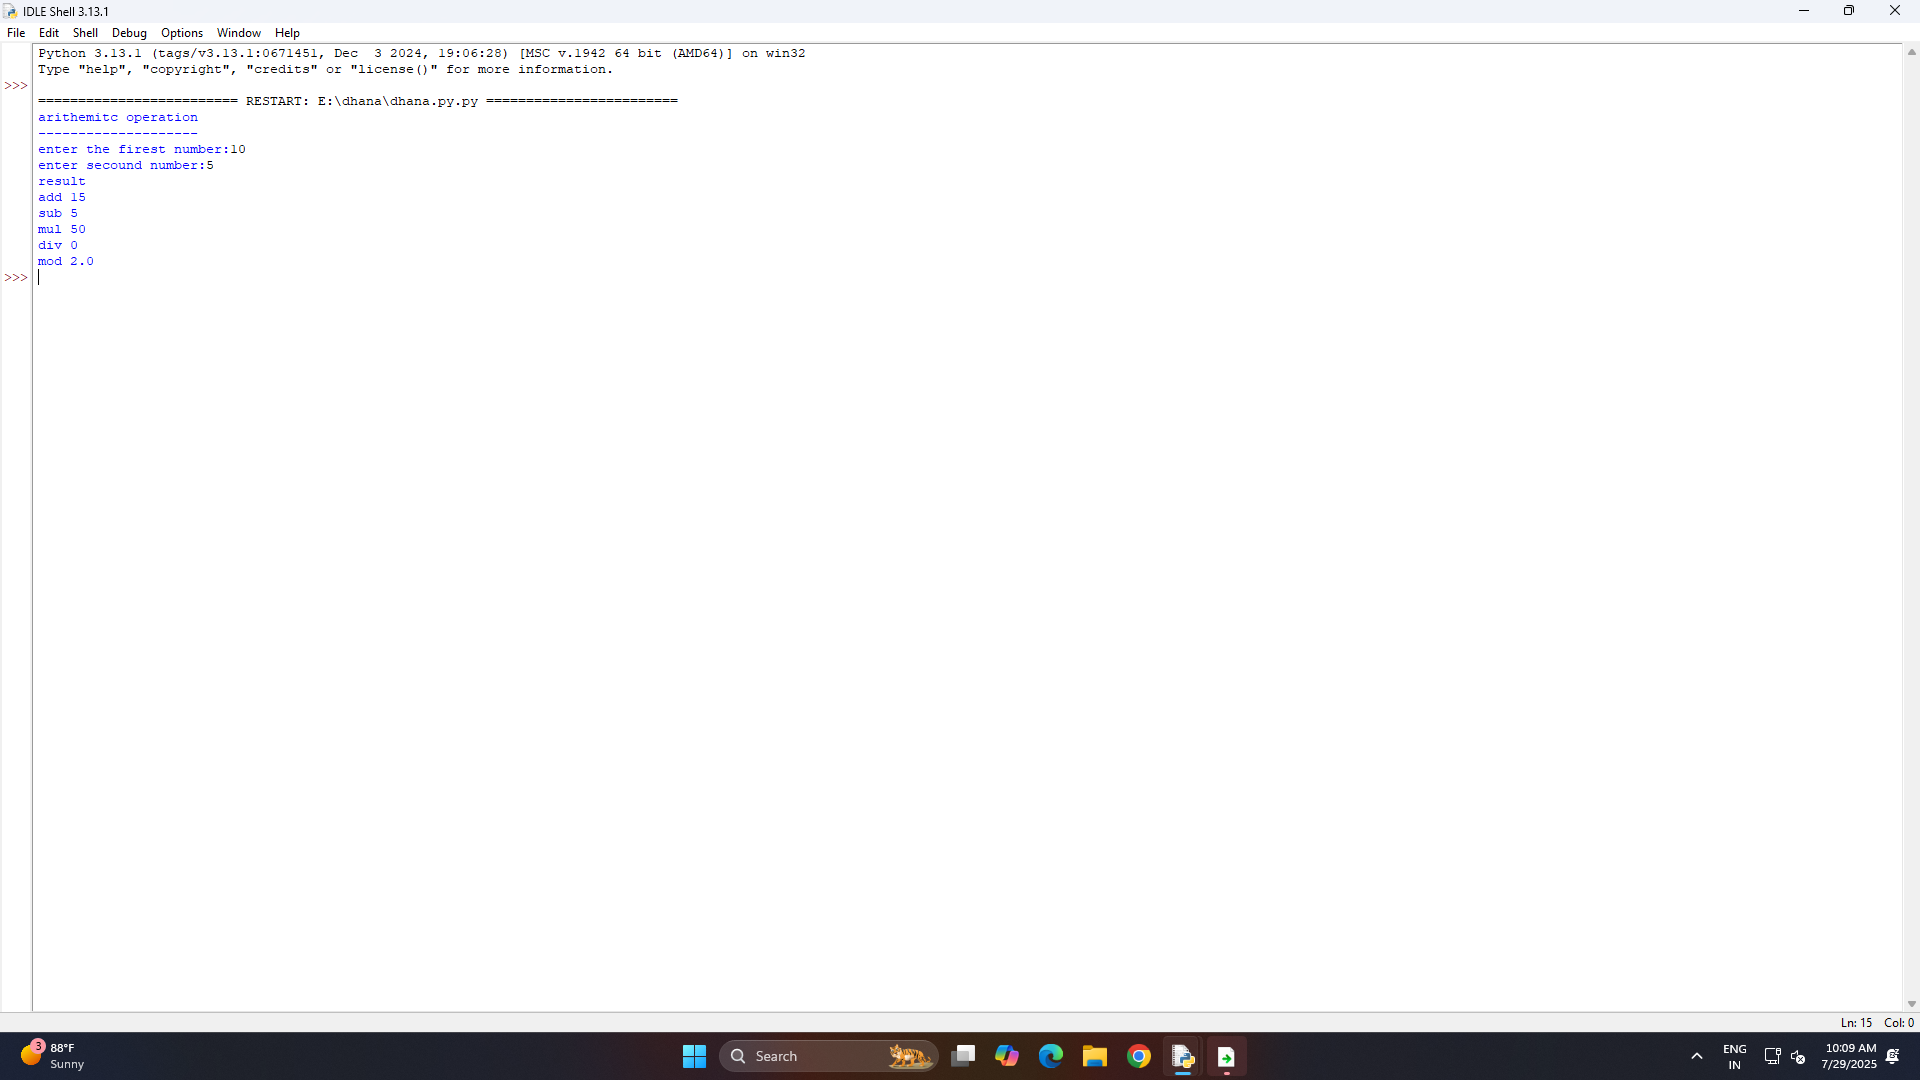 IDLE Shell 3.13.1
File Edit Shell Debug Options Window Help
Python 3.13.1 (tags/v3.13.1:0671451, Dec  3 2024, 19:06:28) [MSC v.1942 64 bit (AMD64)] on win32
Type "help", "copyright", "credits" or "license()" for more information.
>>>
========================= RESTART: E:\dhana\dhana.py.py ========================
arithemitc operation
--------------------
enter the firest number:10
enter secound number:5
result
add 15
sub 5
mul 50
div 0
mod 2.0
>>>
Ln: 15 Col: 0
3
88°F
Sunny
Search
ENG
IN
10:09 AM
7/29/2025